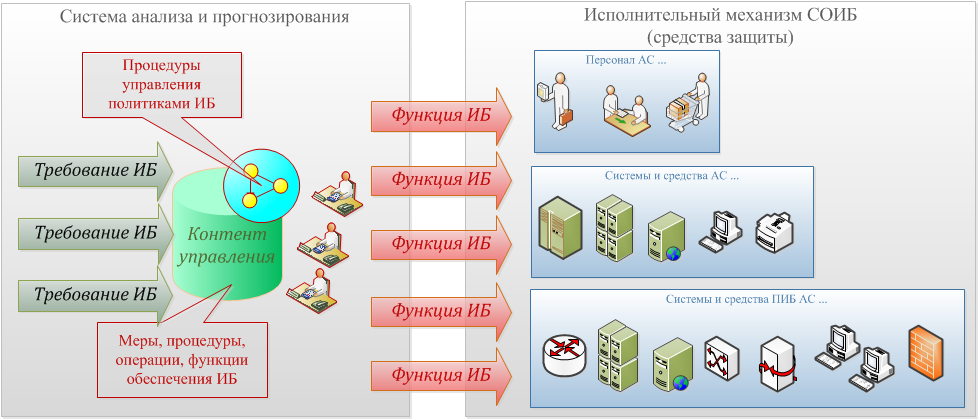 Система анализа и прогнозирования
Процедуры
управления
политиками ИБ
Требование ИБ
Требование ИБ
Требование ИБ
Контент
управления
Меры, процедуры,
операции, функции
обеспечения ИБ
Функция ИБ
Функция ИБ
Функция ИБ
Функция ИБ
Функция ИБ
Исполнительный механизм СОИБ
(средства защиты)
Персонал АС ...
Системы и средства АС ...
Системы и средства ПИБ АС ...